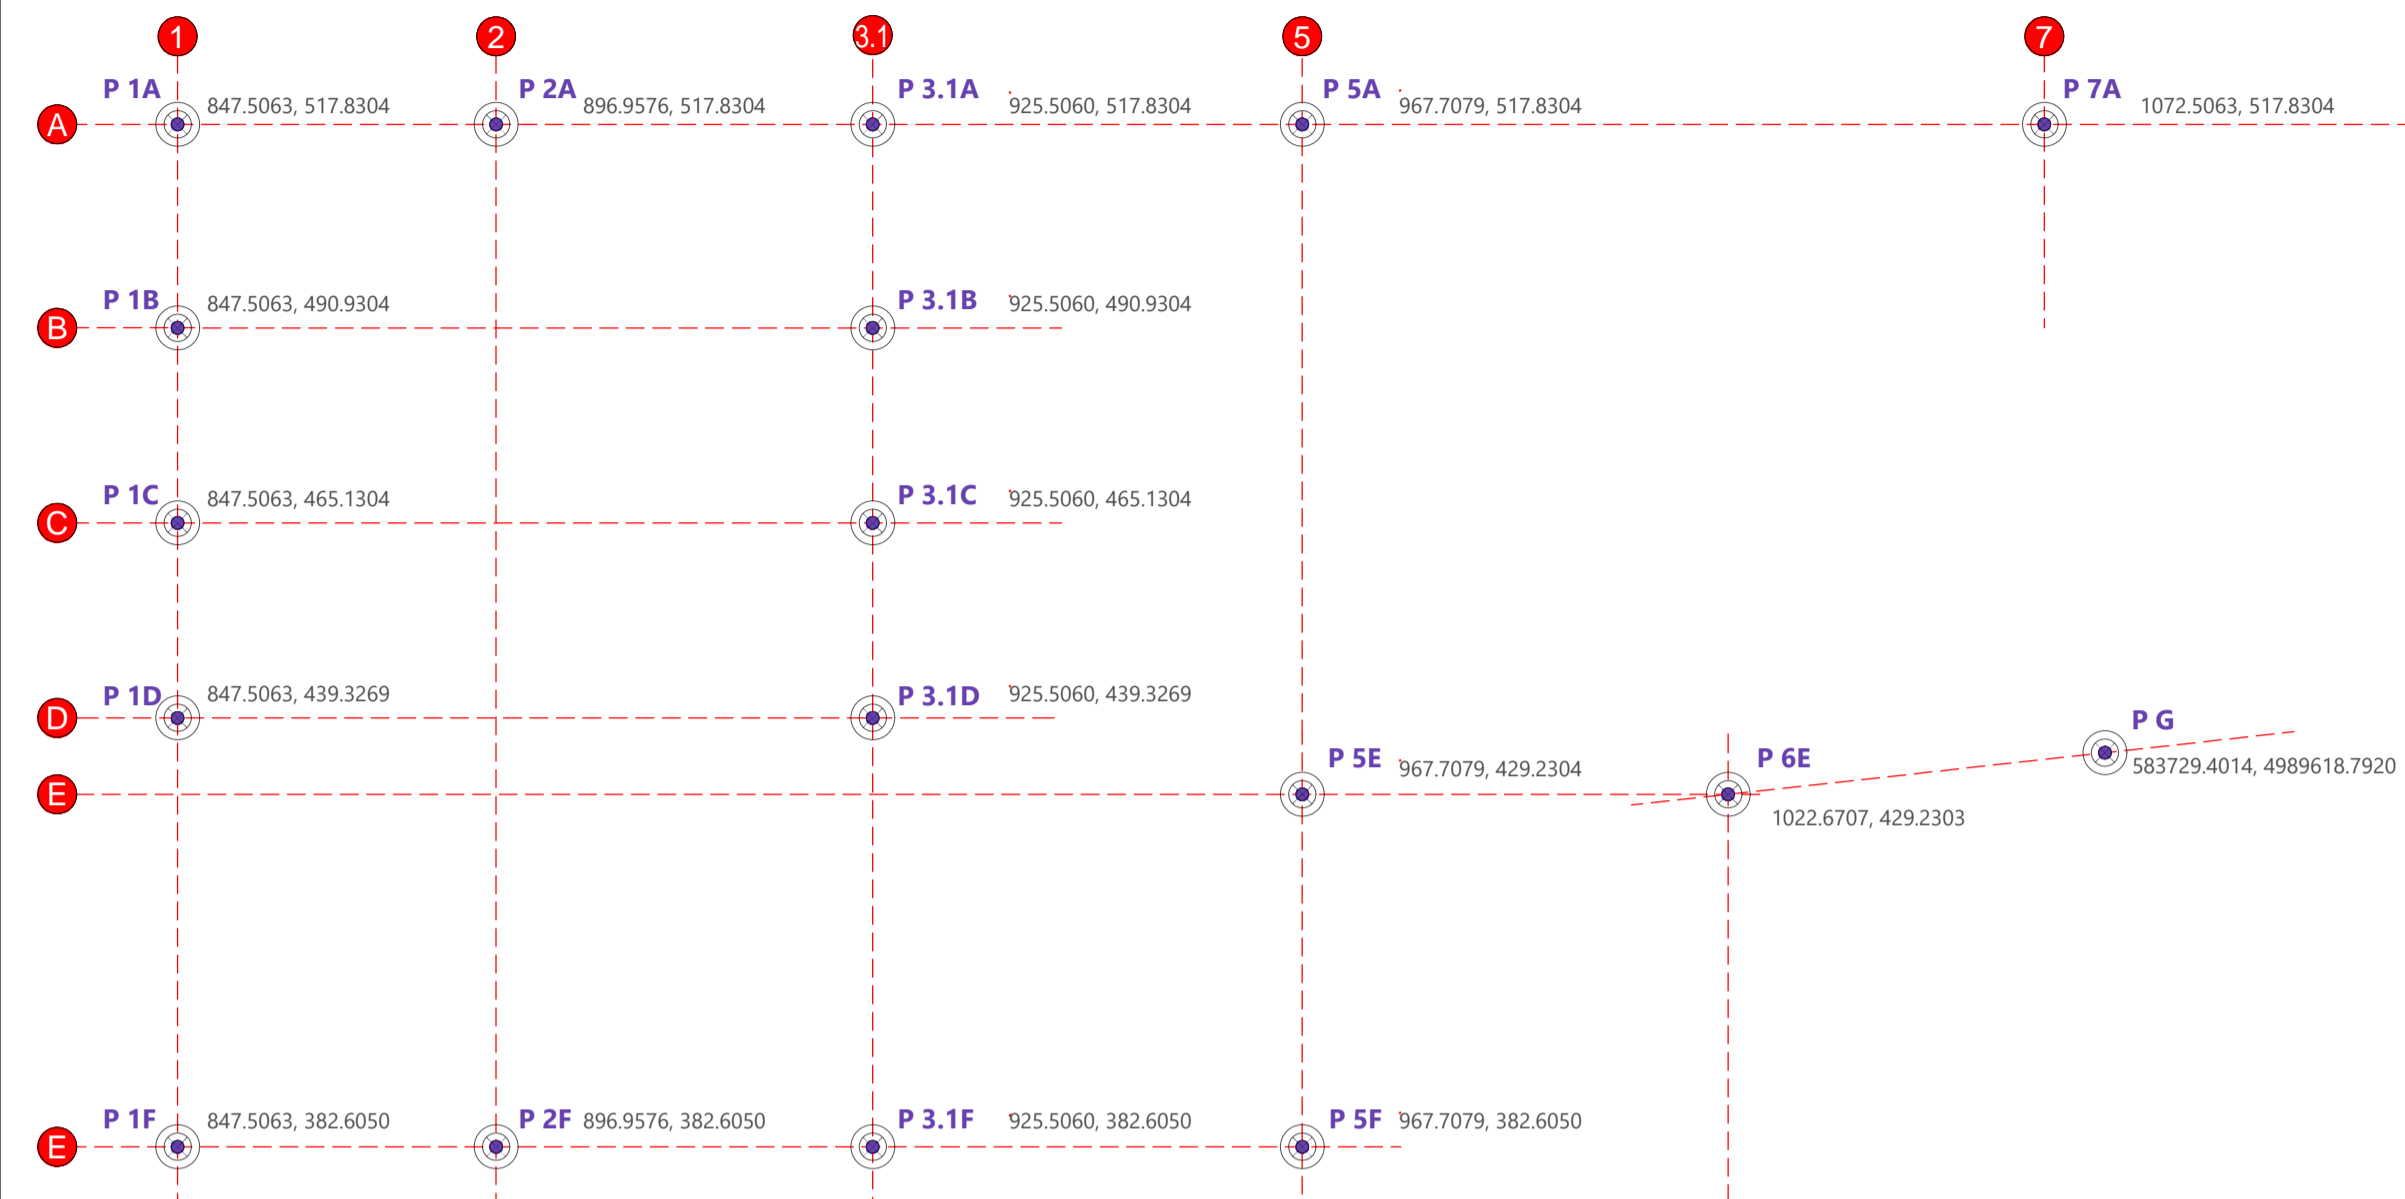 1 2 3.1 5 7
P 1A P 2A P 3.1A P 5A P 7A
A 847.5063, 517.8304 896.9576, 517.8304 925.5060, 517.8304 967.7079, 517.8304 1072.5063, 517.8304
P 1B P 3.1B
B 847.5063, 490.9304 925.5060, 490.9304
P 1C P 3.1C
C 847.5063, 465.1304 925.5060, 465.1304
P 1D P 3.1D
D 847.5063, 439.3269 925.5060, 439.3269
P G
583729.4014, 4989618.7920
P 5E P 6E
E 967.7079, 429.2304
1022.6707, 429.2303
P 1F 847.5063, 382.6050 P 2F 896.9576, 382.6050 P 3.1F 925.5060, 382.6050 P 5F 967.7079, 382.6050
E